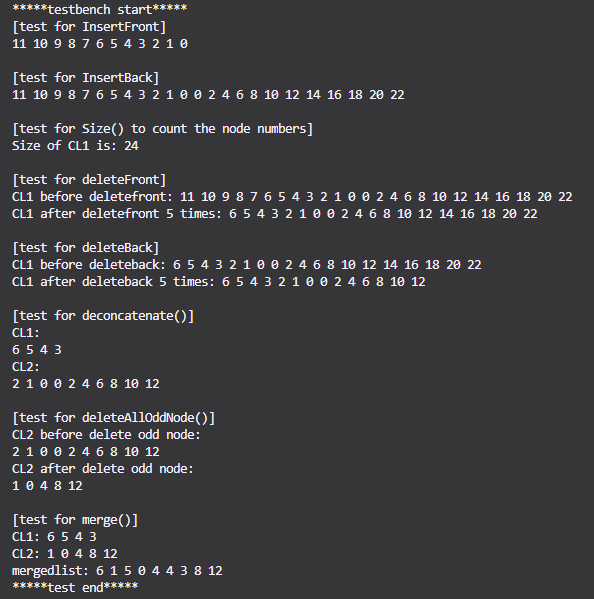 *****testbench start*****
[test for InsertFront]
11 10 9 8 7 6 5 4 3 2 1 0
[test for InsertBack]
11 10 9 8 7 6 5 4 3 2 1 0 0 2 4 6 8 10 12 14 16 18 20 22
[test for Size() to count the node numbers]
Size of CL1 is: 24
[test for deleteFront]
CL1 before deletefront: 11 10 9 8 7 6 5 4 3 2 1 0 0 2 4 6 8 10 12 14 16 18 20 22
CL1 after deletefront 5 times: 6 5 4 3 2 1 0 0 2 4 6 8 10 12 14 16 18 20 22
[test for deleteBack]
CL1 before deleteback: 6 5 4 3 2 1 0 0 2 4 6 8 10 12 14 16 18 20 22
CL1 after deleteback 5 times: 6 5 4 3 2 1 0 0 2 4 6 8 10 12
[test for deconcatenate()]
CL1:
6 5 4 3
CL2:
2 1 0 0 2 4 6 8 10 12
[test for deleteAllOddNode()]
CL2 before delete odd node:
2 1 0 0 2 4 6 8 10 12
CL2 after delete odd node:
1 0 4 8 12
[test for merge()]
CL1: 6 5 4 3
CL2: 1 0 4 8 12
mergedlist: 6 1 5 0 4 4 3 8 12
*****test end*****